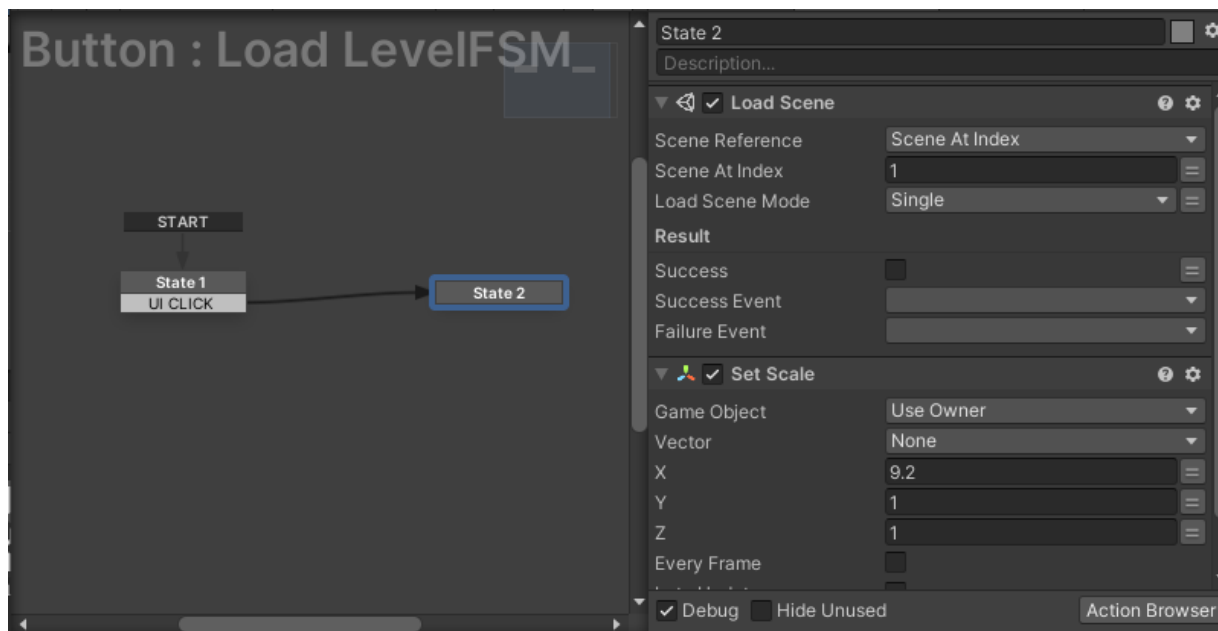 Button : Load LevelFSM_
START
State 1
UI CLICK
State 2
State 2
Description...
Load Scene
Scene Reference Scene At Index
Scene At Index 1
Load Scene Mode Single
Result
Success
Success Event
Failure Event
Set Scale
Game Object Use Owner
Vector None
X 9.2
Y 1
Z 1
Every Frame
Debug Hide Unused Action Browser